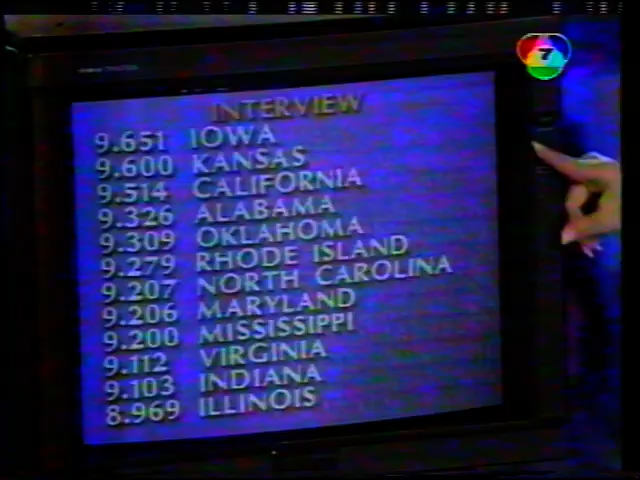 7
INTERVIEW
9.651 IOWA
9.600 KANSAS
9.514 CALIFORNIA
9.326 ALABAMA
9.309 OKLAHOMA
9.279 RHODE ISLAND
9.207 NORTH CAROLINA
9.206 MARYLAND
9.200 MISSISSIPPI
9.112 VIRGINIA
9.103 INDIANA
8.969 ILLINOIS